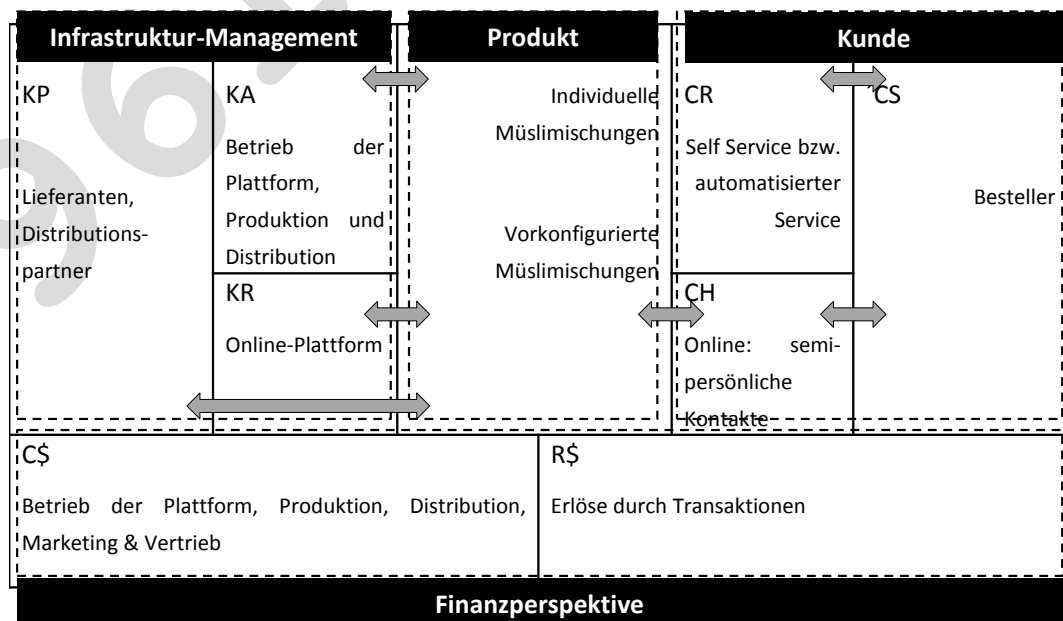 Infrastruktur-Management
Produkt
Kunde
KP
Lieferanten,
Distributions-
partner
KA
Betrieb der
Plattform,
Produktion und
Distribution
KR
Online-Plattform
Individuelle
Müslimischungen
Vorkonfigurierte
Müslimischungen
CR
Self Service bzw.
automatisierter
Service
CH
Online: semi-
persönliche
Kontakte
CS
Besteller
C$
Betrieb der Plattform, Produktion, Distribution,
Marketing & Vertrieb
R$
Erlöse durch Transaktionen
Finanzperspektive